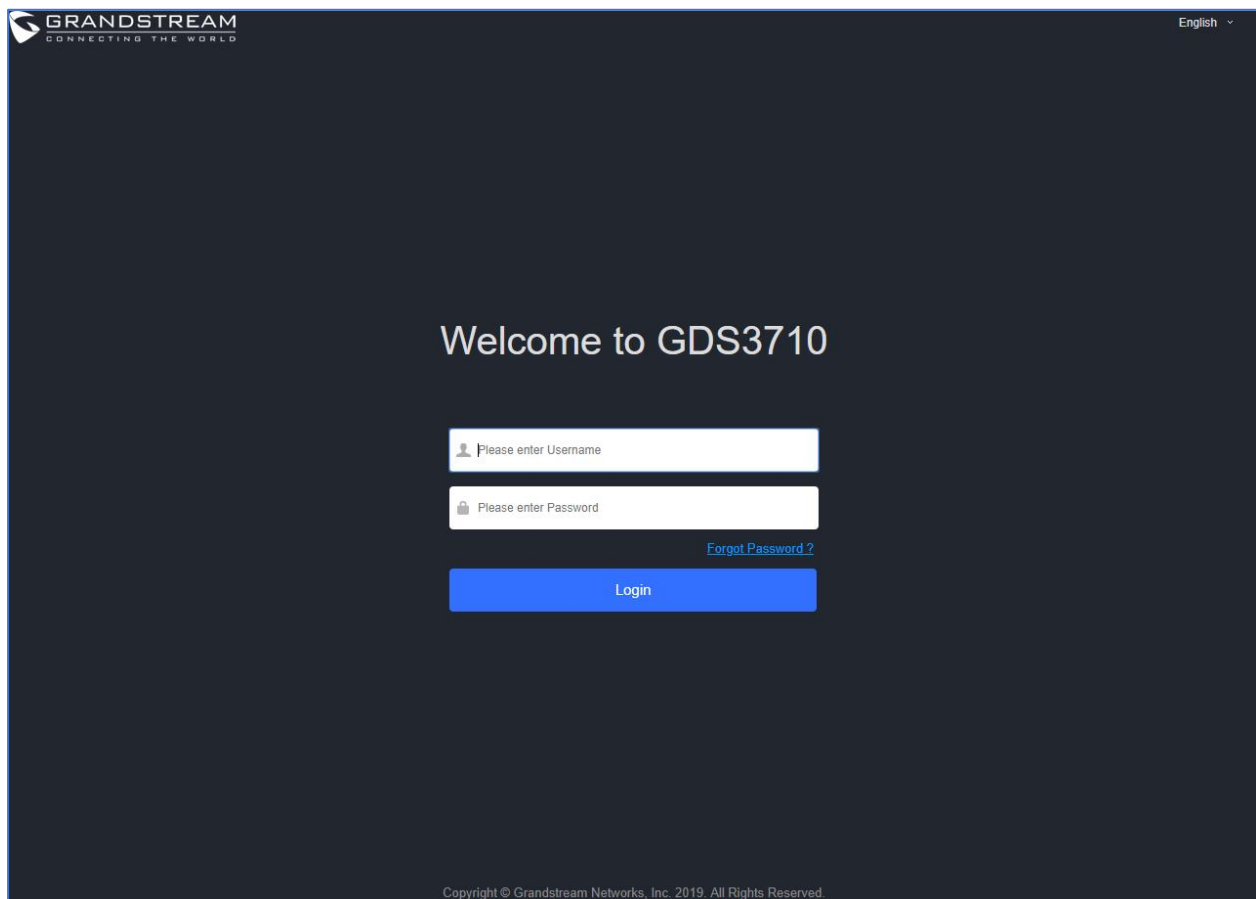 GRANDSTREAM
CONNECTING THE WORLD
English
Welcome to GDS3710
Please enter Username
Please enter Password
Forgot Password ?
Login
Copyright © Grandstream Networks, Inc. 2019. All Rights Reserved.